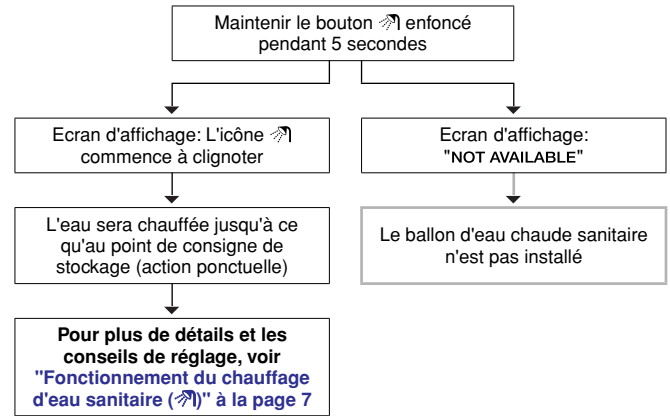 Maintenir le bouton enfoncé
pendant 5 secondes
Ecran d'affichage: L'icône
commence à clignoter
Ecran d'affichage:
"NOT AVAILABLE"
L'eau sera chauffée jusqu'à ce
qu'au point de consigne de
stockage (action ponctuelle)
Le ballon d'eau chaude sanitaire
n'est pas installé
Pour plus de détails et les
conseils de réglage, voir
"Fonctionnement du chauffage
d'eau sanitaire ( )" à la page 7